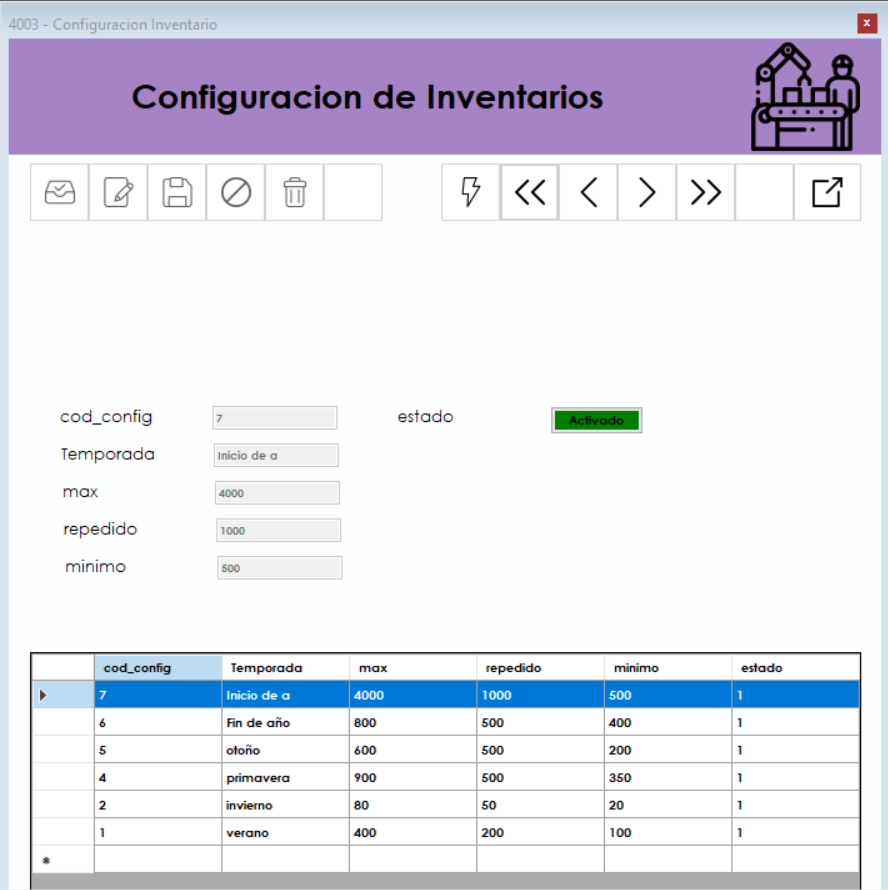 4003 - Configuracion Inventario
x
Configuracion de Inventarios
cod_config 7 estado Activado
Temporada Inicio de a
max 4000
repedido 1000
minimo 500
cod_config Temporada max repedido minimo estado
7 Inicio de a 4000 1000 500 1
6 Fin de año 800 500 400 1
5 otoño 600 500 200 1
4 primavera 900 500 350 1
2 invierno 80 50 20 1
1 verano 400 200 100 1